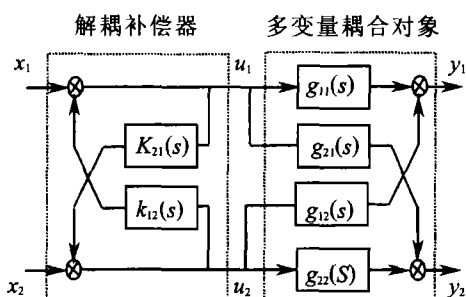 解耦补偿器 多变量耦合对象
x₁ u₁ g₁₁(s) y₁
K₂₁(s) g₂₁(s)
k₁₂(s) g₁₂(s)
x₂ u₂ g₂₂(S) y₂